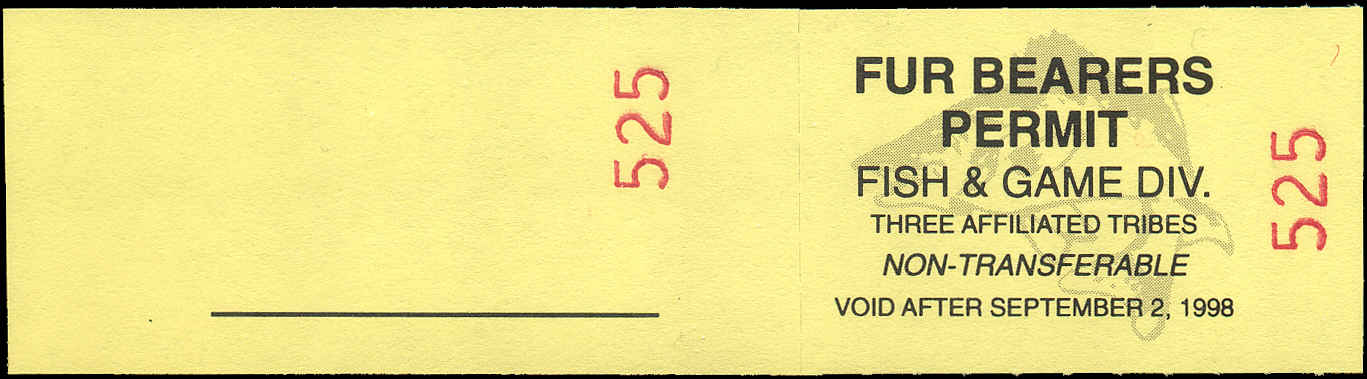 525
FUR BEARERS
PERMIT
FISH & GAME DIV.
THREE AFFILIATED TRIBES
NON-TRANSFERABLE
VOID AFTER SEPTEMBER 2, 1998
525